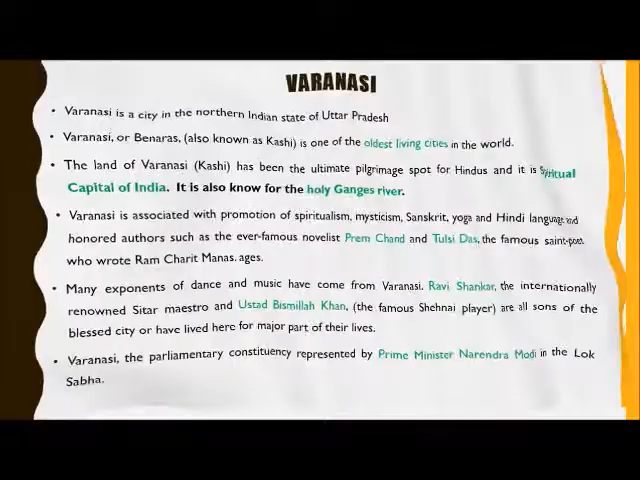 VARANASI
• Varanasi is a city in the northern Indian state of Uttar Pradesh
• Varanasi, or Benaras, (also known as Kashi) is one of the oldest living cities in the world.
• The land of Varanasi (Kashi) has been the ultimate pilgrimage spot for Hindus and it is Spiritual
Capital of India. It is also know for the holy Ganges river.
• Varanasi is associated with promotion of spiritualism, mysticism, Sanskrit, yoga and Hindi language and
honored authors such as the ever-famous novelist Prem Chand and Tulsi Das, the famous saint-poet
who wrote Ram Charit Manas. ages.
• Many exponents of dance and music have come from Varanasi. Ravi Shankar, the internationally
renowned Sitar maestro and Ustad Bismillah Khan, (the famous Shehnai player) are all sons of the
blessed city or have lived here for major part of their lives.
• Varanasi, the parliamentary constituency represented by Prime Minister Narendra Modi in the Lok
Sabha.